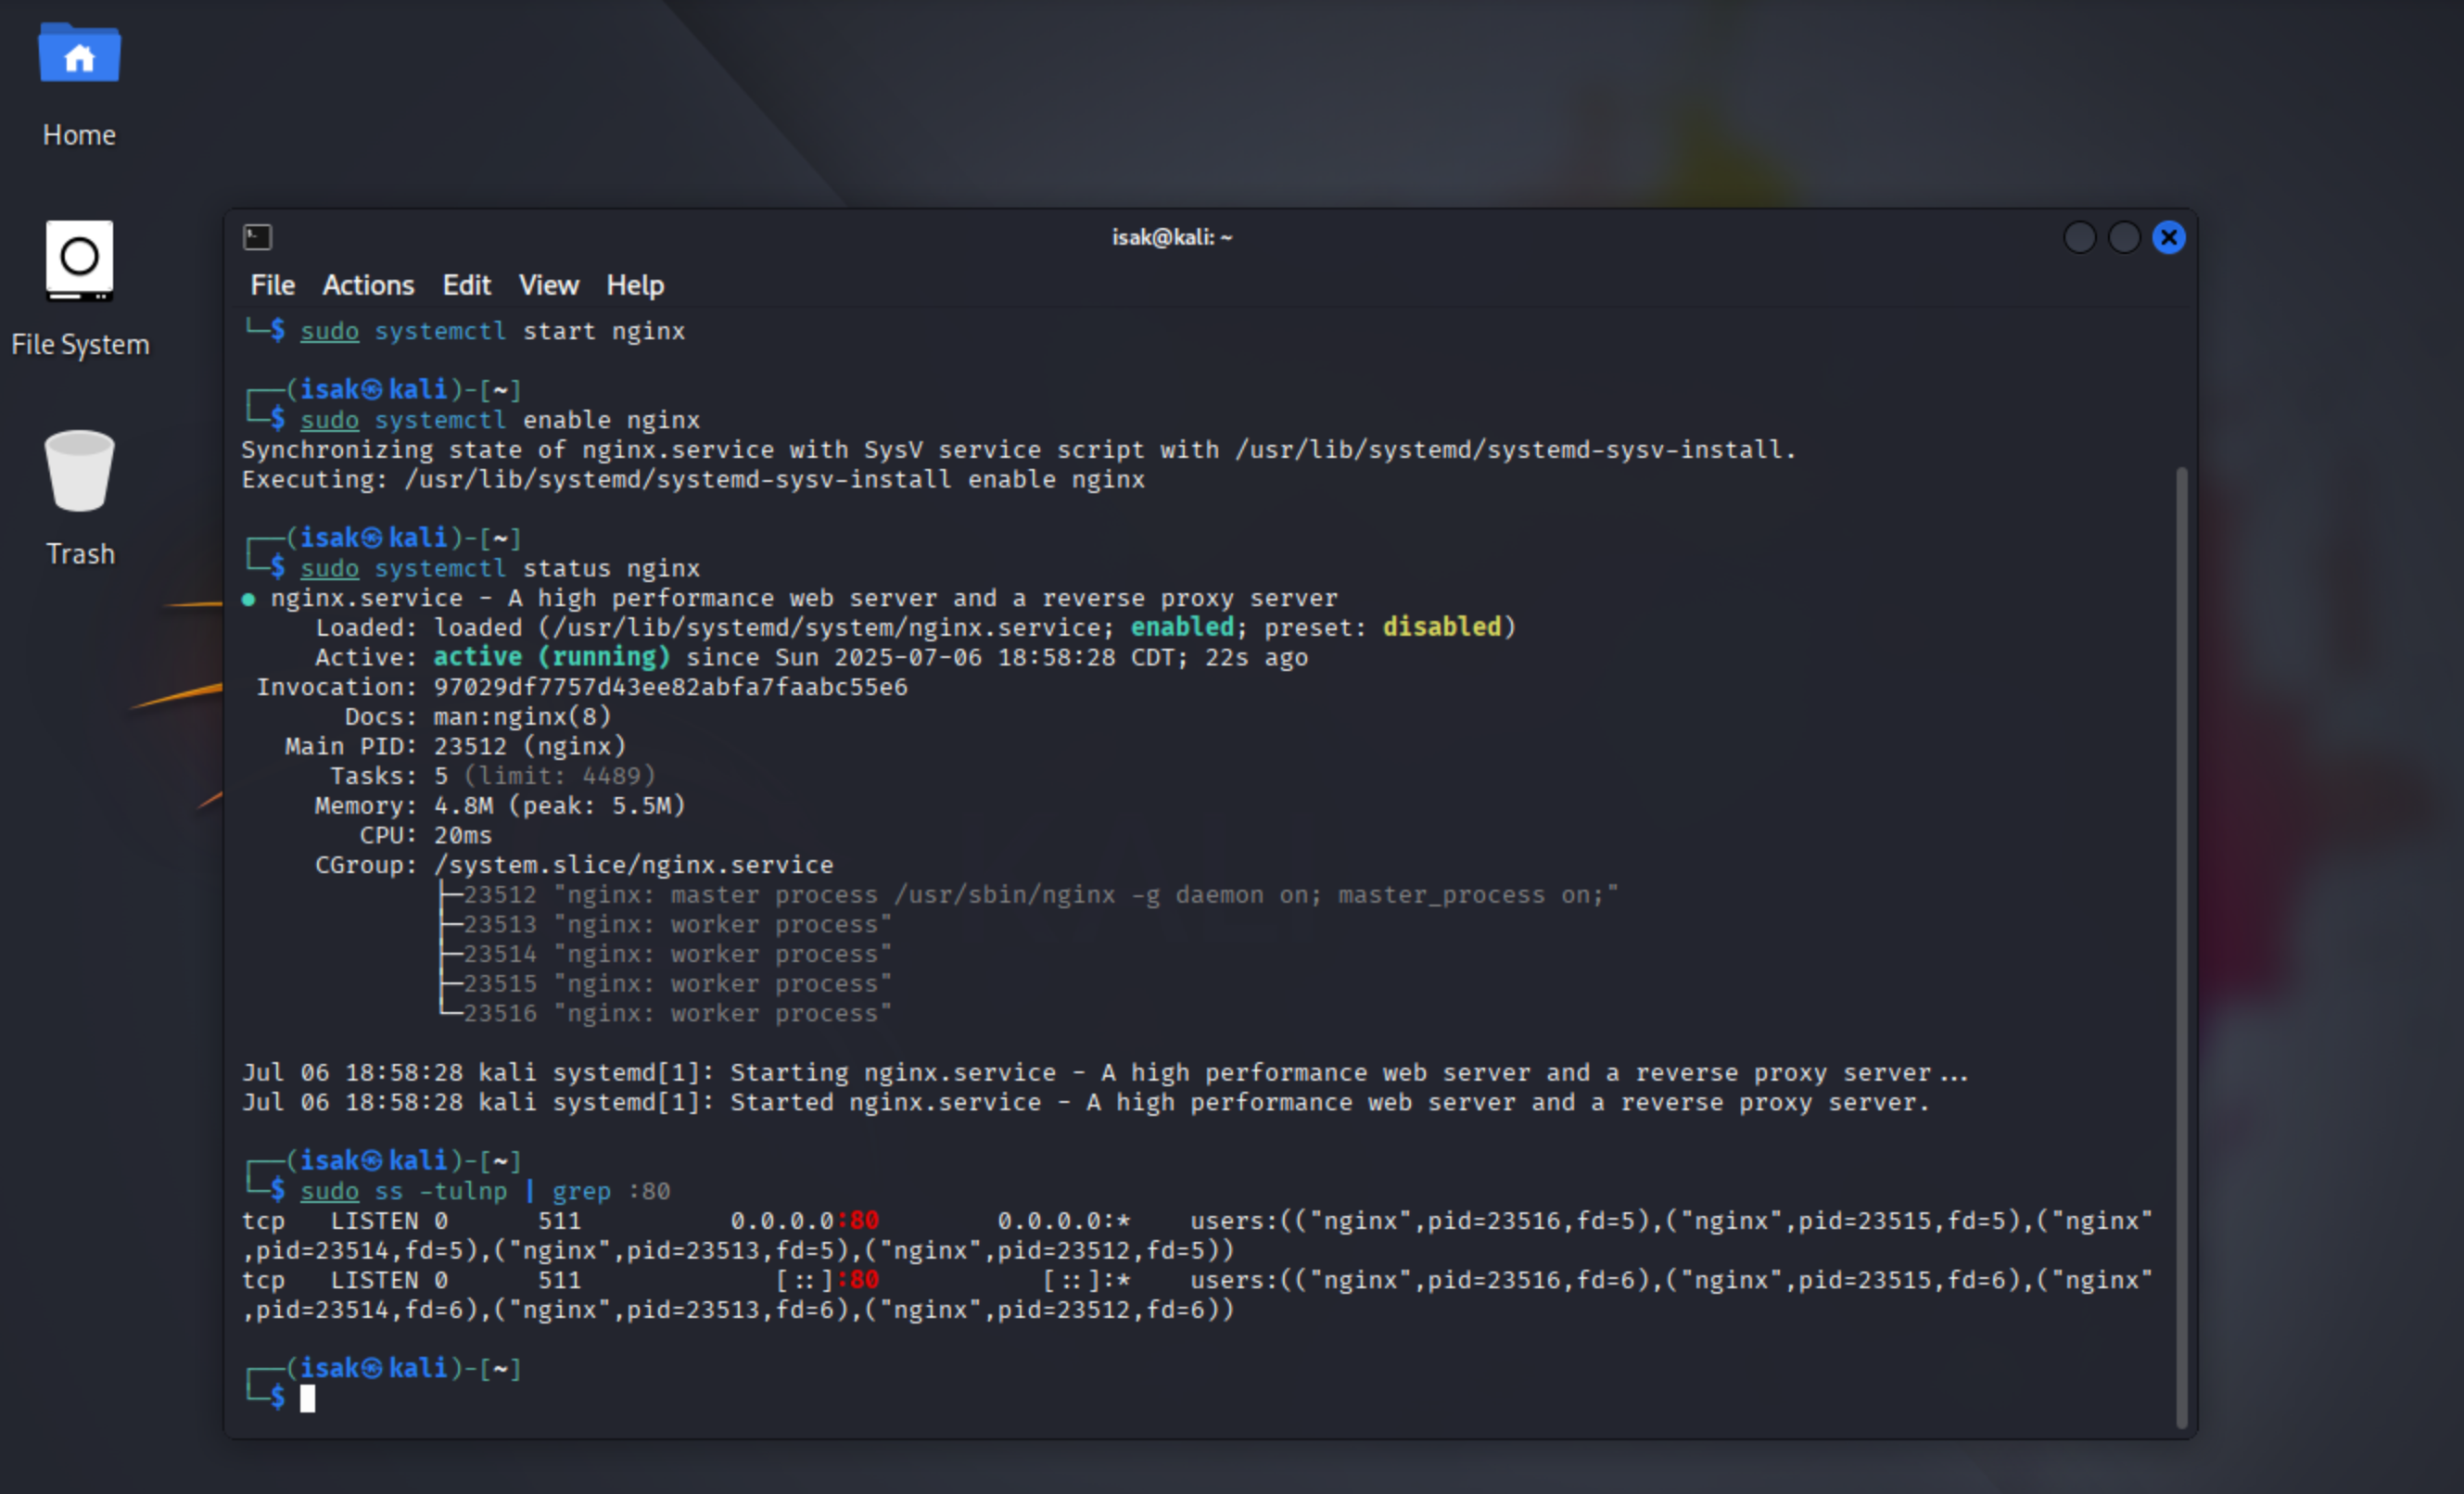 Home
File System
Trash
isak@kali: ~
File Actions Edit View Help
└─$ sudo systemctl start nginx
┌──(isak㉿kali)-[~]
└─$ sudo systemctl enable nginx
Synchronizing state of nginx.service with SysV service script with /usr/lib/systemd/systemd-sysv-install.
Executing: /usr/lib/systemd/systemd-sysv-install enable nginx
┌──(isak㉿kali)-[~]
└─$ sudo systemctl status nginx
● nginx.service - A high performance web server and a reverse proxy server
Loaded: loaded (/usr/lib/systemd/system/nginx.service; enabled; preset: disabled)
Active: active (running) since Sun 2025-07-06 18:58:28 CDT; 22s ago
Invocation: 97029df7757d43ee82abfa7faabc55e6
Docs: man:nginx(8)
Main PID: 23512 (nginx)
Tasks: 5 (limit: 4489)
Memory: 4.8M (peak: 5.5M)
CPU: 20ms
CGroup: /system.slice/nginx.service
├─23512 "nginx: master process /usr/sbin/nginx -g daemon on; master_process on;"
├─23513 "nginx: worker process"
├─23514 "nginx: worker process"
├─23515 "nginx: worker process"
└─23516 "nginx: worker process"
Jul 06 18:58:28 kali systemd[1]: Starting nginx.service - A high performance web server and a reverse proxy server...
Jul 06 18:58:28 kali systemd[1]: Started nginx.service - A high performance web server and a reverse proxy server.
┌──(isak㉿kali)-[~]
└─$ sudo ss -tulnp | grep :80
tcp LISTEN 0 511 0.0.0.0:80 0.0.0.0:* users:(("nginx",pid=23516,fd=5),("nginx",pid=23515,fd=5),("nginx"
,pid=23514,fd=5),("nginx",pid=23513,fd=5),("nginx",pid=23512,fd=5))
tcp LISTEN 0 511 [::]:80 [::]:* users:(("nginx",pid=23516,fd=6),("nginx",pid=23515,fd=6),("nginx"
,pid=23514,fd=6),("nginx",pid=23513,fd=6),("nginx",pid=23512,fd=6))
┌──(isak㉿kali)-[~]
└─$
KALI